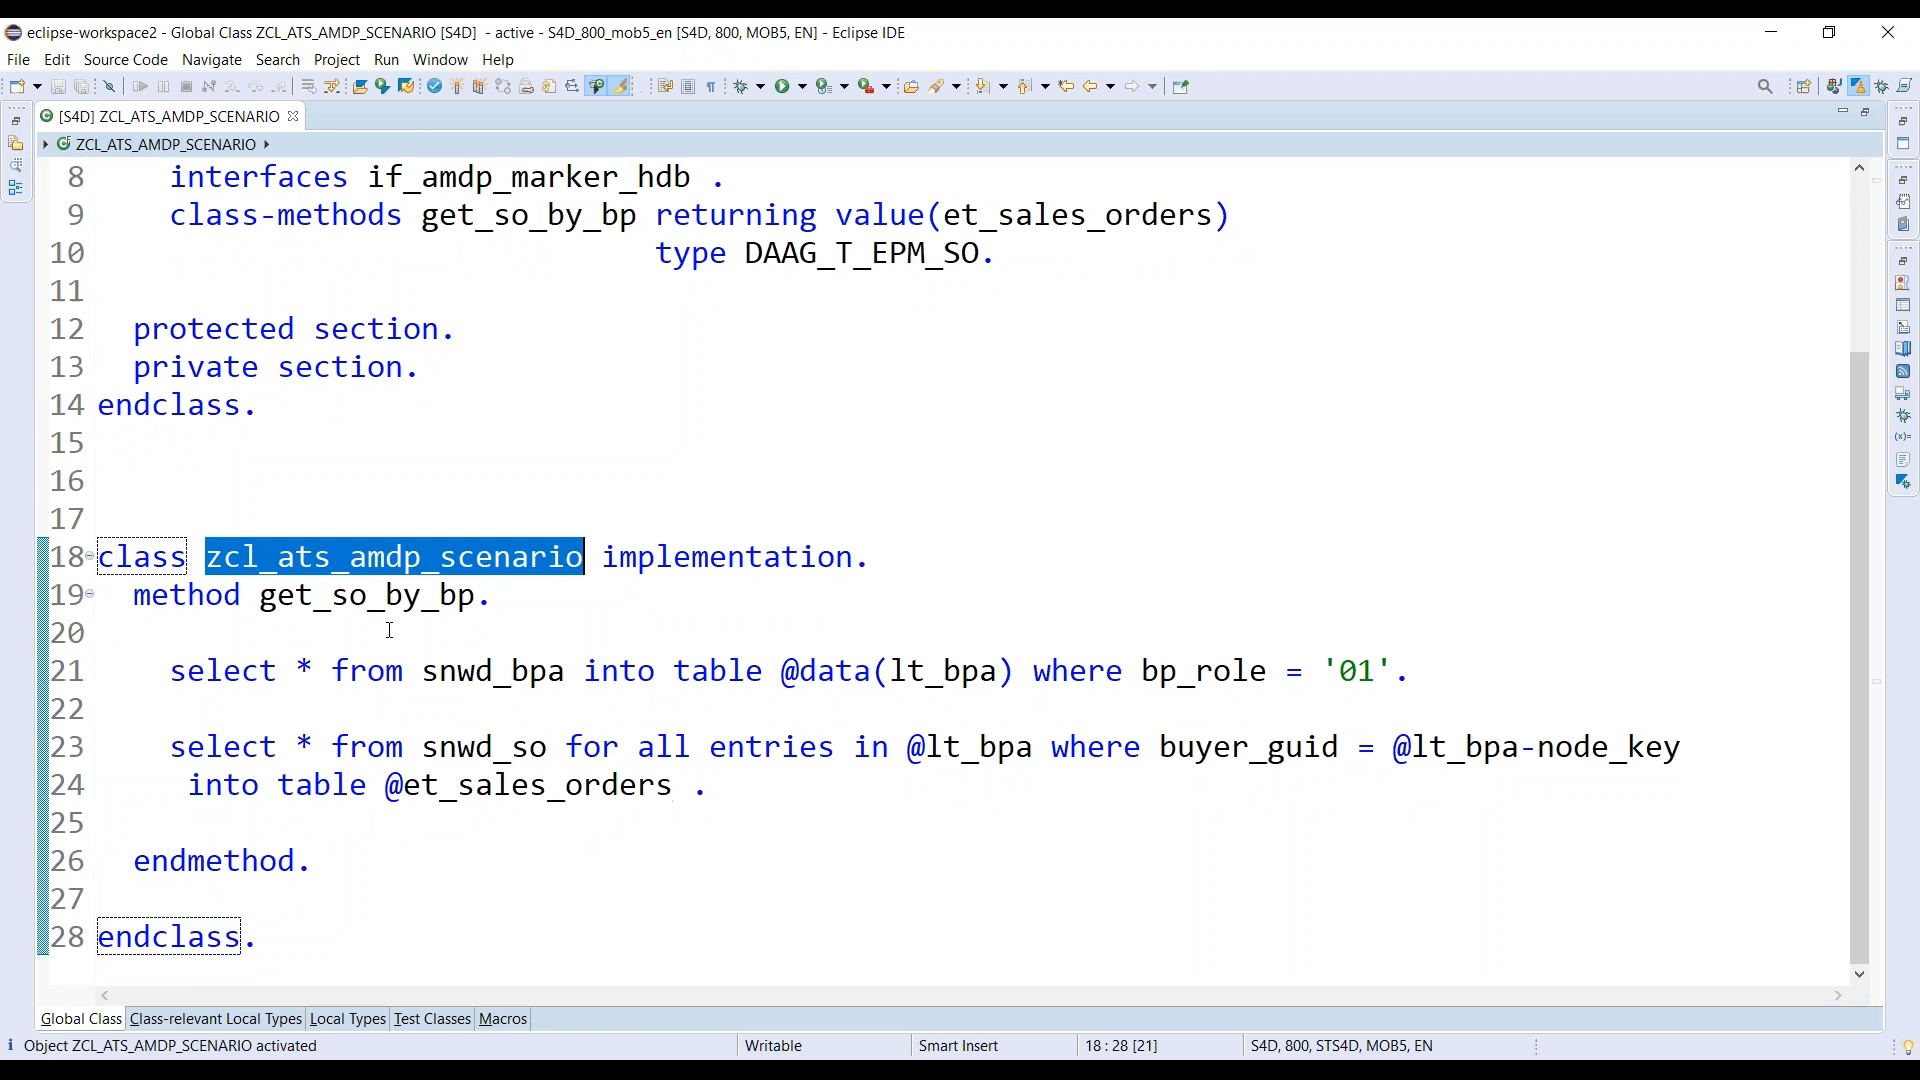 eclipse-workspace2 - Global Class ZCL_ATS_AMDP_SCENARIO [S4D]  - active - S4D_800_mob5_en [S4D, 800, MOB5, EN] - Eclipse IDE
File Edit Source Code Navigate Search Project Run Window Help
[S4D] ZCL_ATS_AMDP_SCENARIO
ZCL_ATS_AMDP_SCENARIO
8 interfaces if_amdp_marker_hdb .
9 class-methods get_so_by_bp returning value(et_sales_orders)
10 type DAAG_T_EPM_SO.
11
12 protected section.
13 private section.
14 endclass.
15
16
17
18 class zcl_ats_amdp_scenario implementation.
19 method get_so_by_bp.
20
21 select * from snwd_bpa into table @data(lt_bpa) where bp_role = '01'.
22
23 select * from snwd_so for all entries in @lt_bpa where buyer_guid = @lt_bpa-node_key
24 into table @et_sales_orders .
25
26 endmethod.
27
28 endclass.
Global Class Class-relevant Local Types Local Types Test Classes Macros
Object ZCL_ATS_AMDP_SCENARIO activated Writable Smart Insert 18 : 28 [21] S4D, 800, STS4D, MOB5, EN